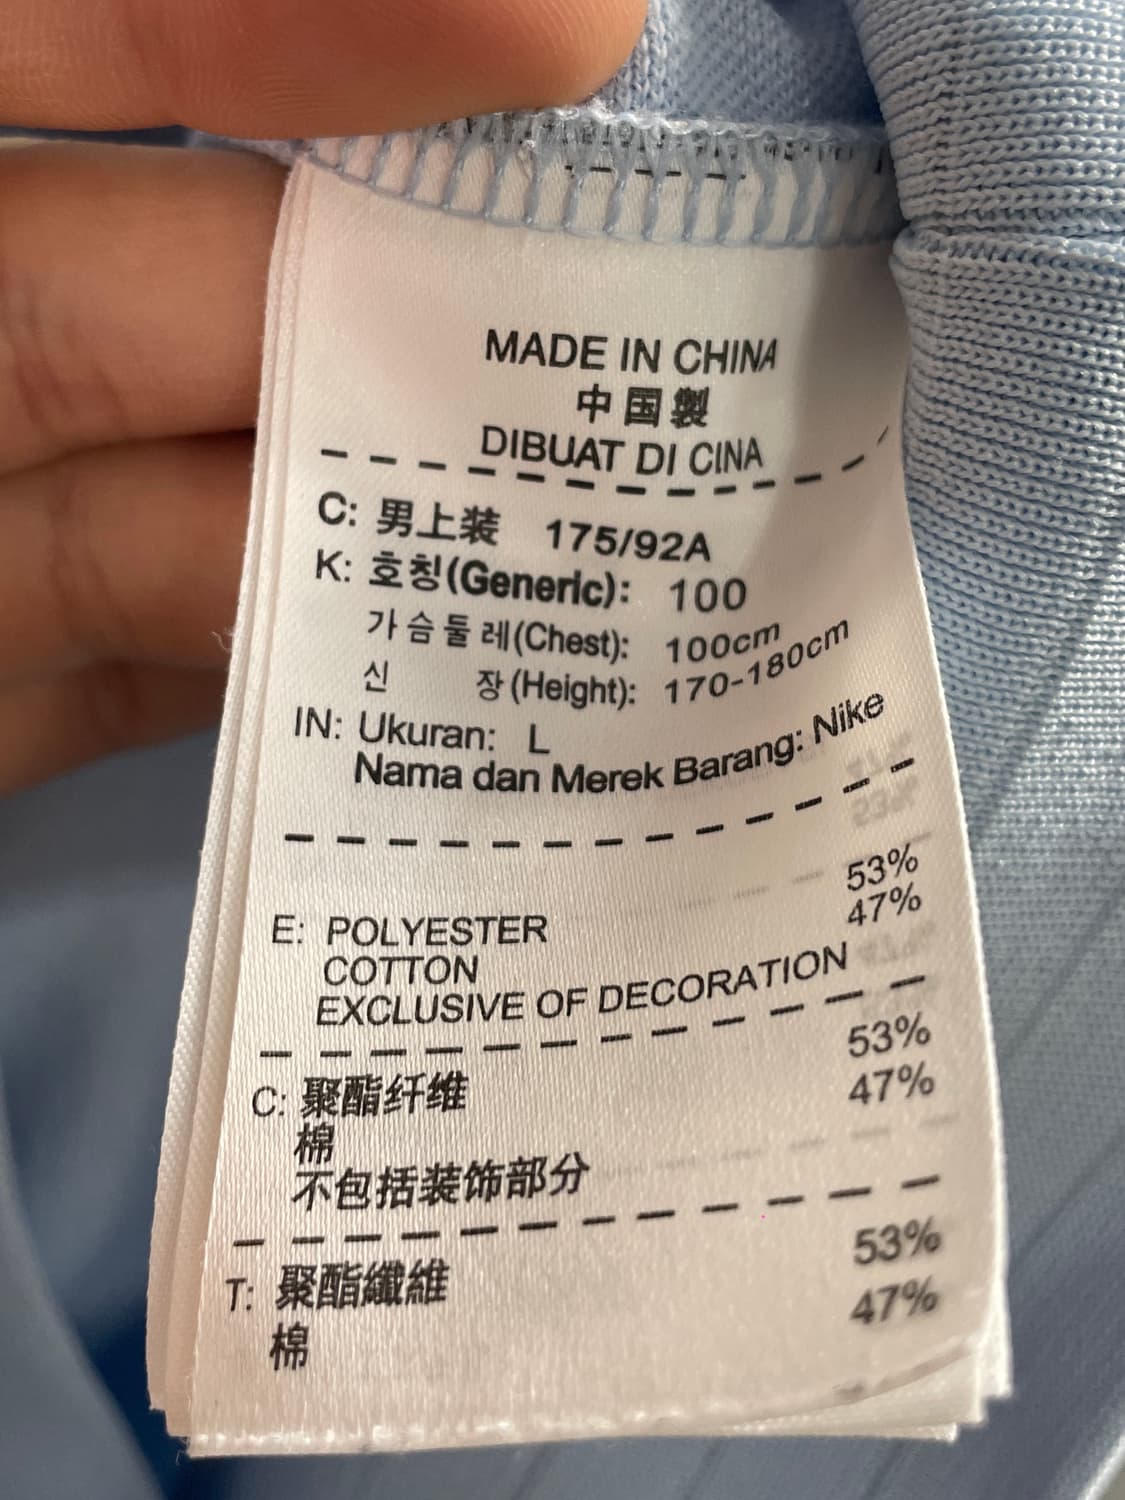 MADE IN CHINA
中国製
DIBUAT DI CINA
C: 男上装 175/92A
K: 호칭(Generic): 100
가슴둘레(Chest): 100cm
신 장(Height): 170-180cm
IN: Ukuran: L
Nama dan Merek Barang: Nike
E: POLYESTER 53%
COTTON 47%
EXCLUSIVE OF DECORATION
C: 聚酯纤维 53%
棉 47%
不包括装饰部分
T: 聚酯纖維 53%
棉 47%